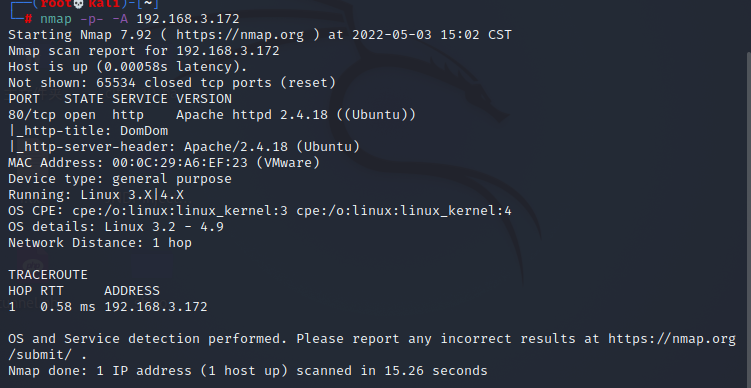 (root💀kali)-[~]
# nmap -p- -A 192.168.3.172
Starting Nmap 7.92 ( https://nmap.org ) at 2022-05-03 15:02 CST
Nmap scan report for 192.168.3.172
Host is up (0.00058s latency).
Not shown: 65534 closed tcp ports (reset)
PORT   STATE SERVICE VERSION
80/tcp open  http    Apache httpd 2.4.18 ((Ubuntu))
|_http-title: DomDom
|_http-server-header: Apache/2.4.18 (Ubuntu)
MAC Address: 00:0C:29:A6:EF:23 (VMware)
Device type: general purpose
Running: Linux 3.X|4.X
OS CPE: cpe:/o:linux:linux_kernel:3 cpe:/o:linux:linux_kernel:4
OS details: Linux 3.2 - 4.9
Network Distance: 1 hop
TRACEROUTE
HOP RTT     ADDRESS
1   0.58 ms 192.168.3.172
OS and Service detection performed. Please report any incorrect results at https://nmap.org
/submit/ .
Nmap done: 1 IP address (1 host up) scanned in 15.26 seconds